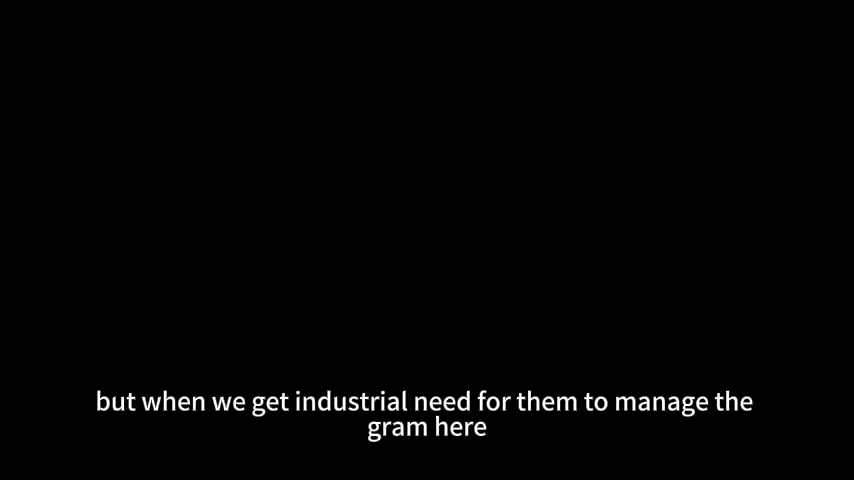 but when we get industrial need for them to manage the
gram here